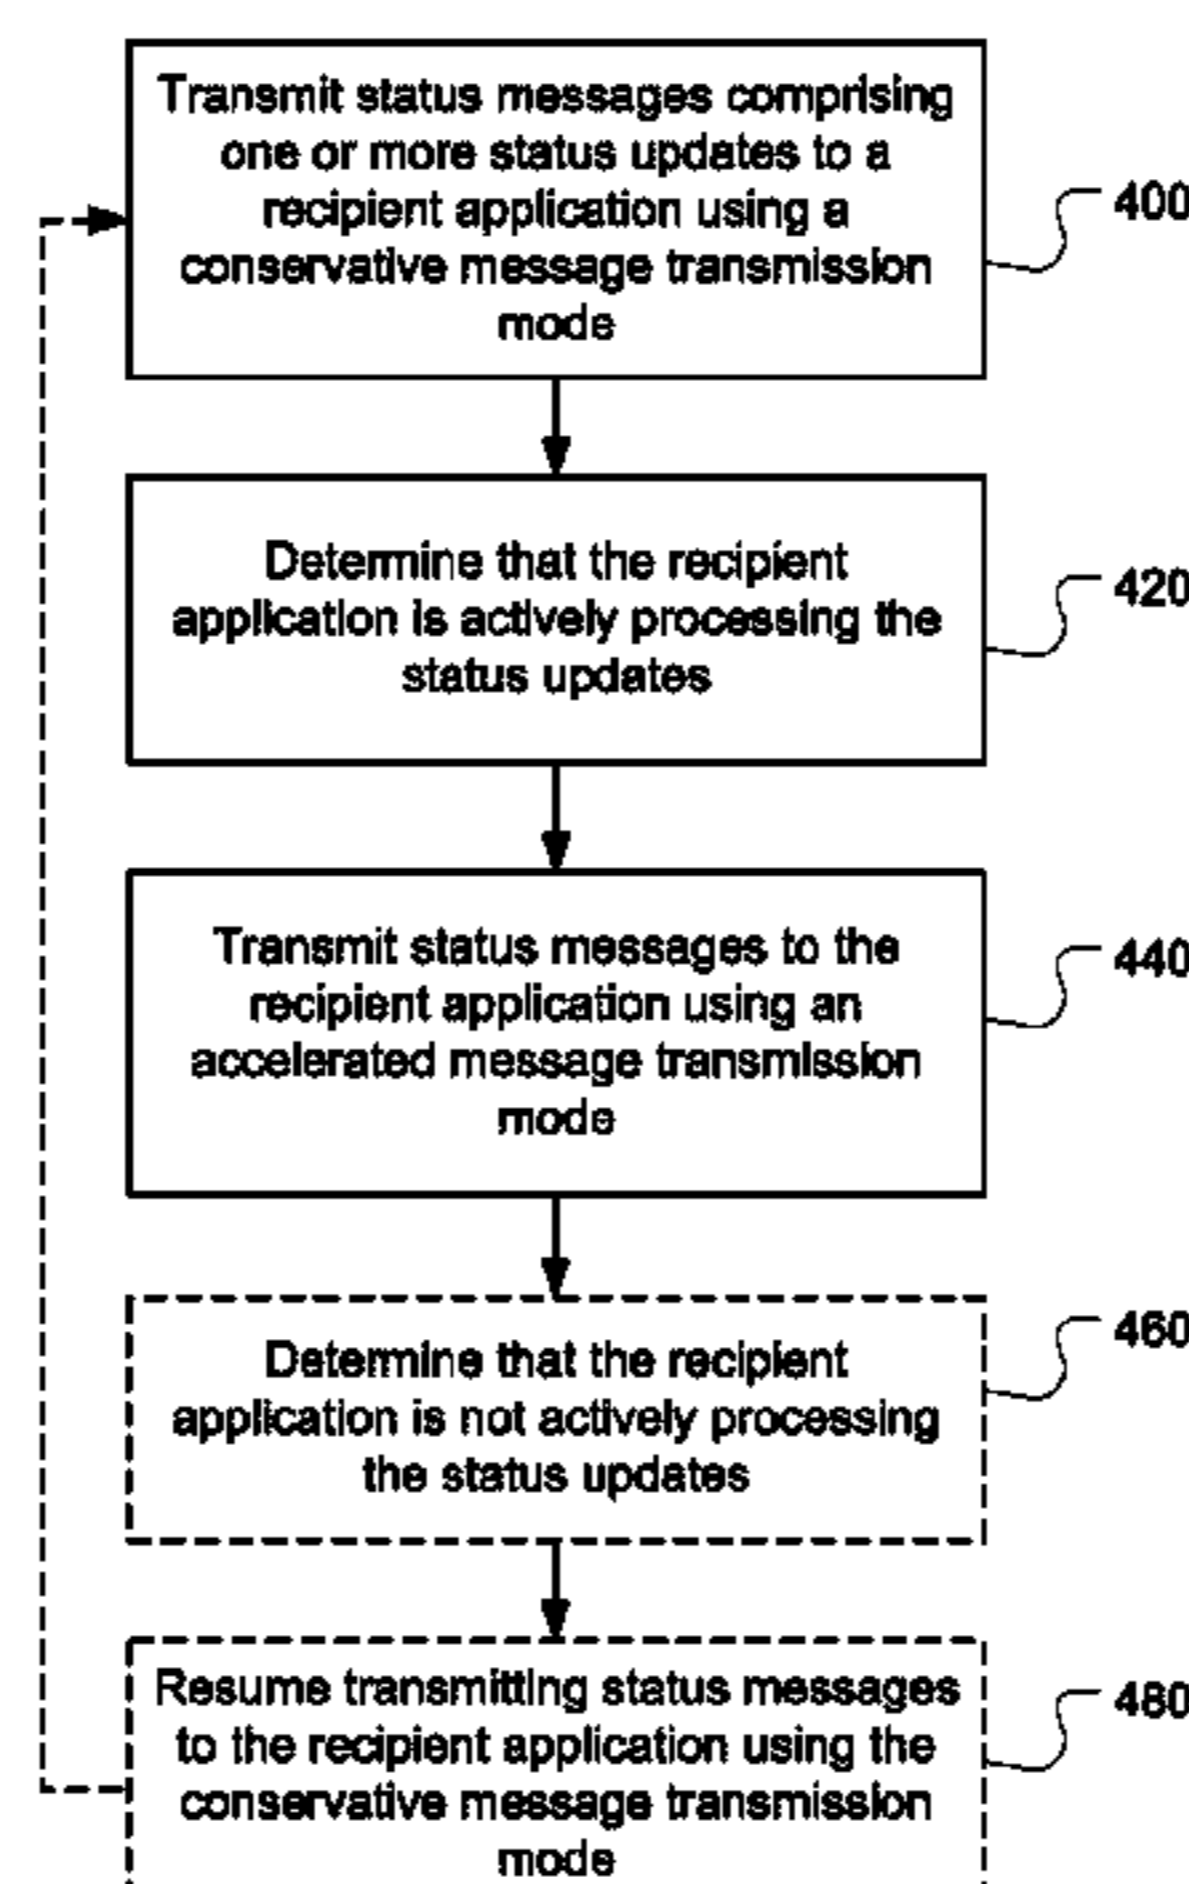 Transmit status messages comprising
one or more status updates to a
recipient application using a
conservative message transmission
mode
400
Determine that the recipient
application is actively processing the
status updates
420
Transmit status messages to the
recipient application using an
accelerated message transmission
mode
440
Determine that the recipient
application is not actively processing
the status updates
460
Resume transmitting status messages
to the recipient application using the
conservative message transmission
mode
480